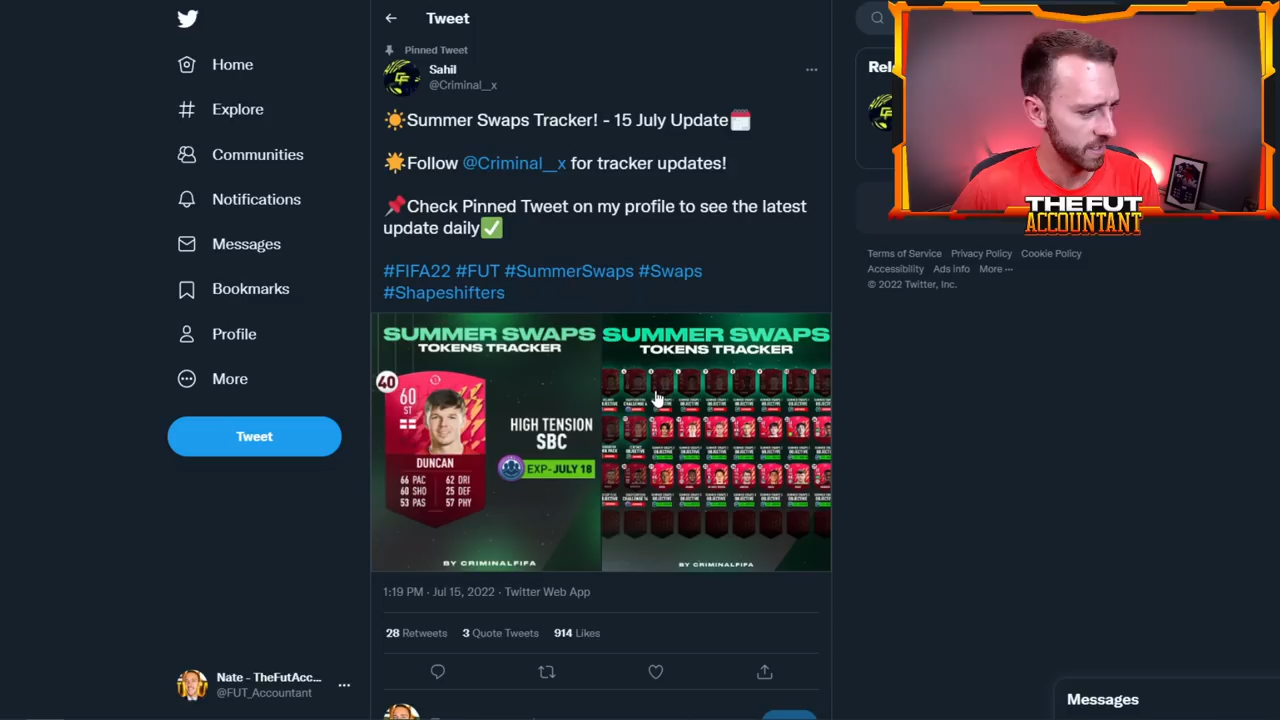 Tweet
Pinned Tweet
Sahil
@Criminal__x
☀️Summer Swaps Tracker! - 15 July Update🗓️
🌟Follow @Criminal__x for tracker updates!
📌Check Pinned Tweet on my profile to see the latest
update daily✅
#FIFA22 #FUT #SummerSwaps #Swaps
#Shapeshifters
SUMMER SWAPS
TOKENS TRACKER
40
60
ST
DUNCAN
66 PAC 62 DRI
60 SHO 25 DEF
53 PAS 57 PHY
HIGH TENSION
SBC
EXP-JULY 18
BY CRIMINALFIFA
SUMMER SWAPS
TOKENS TRACKER
BY CRIMINALFIFA
1:19 PM · Jul 15, 2022 · Twitter Web App
28 Retweets 3 Quote Tweets 914 Likes
Home
Explore
Communities
Notifications
Messages
Bookmarks
Profile
More
Tweet
Nate - TheFutAcc...
@FUT_Accountant
THE FUT
ACCOUNTANT
Terms of Service Privacy Policy Cookie Policy
Accessibility Ads info More ···
© 2022 Twitter, Inc.
Messages